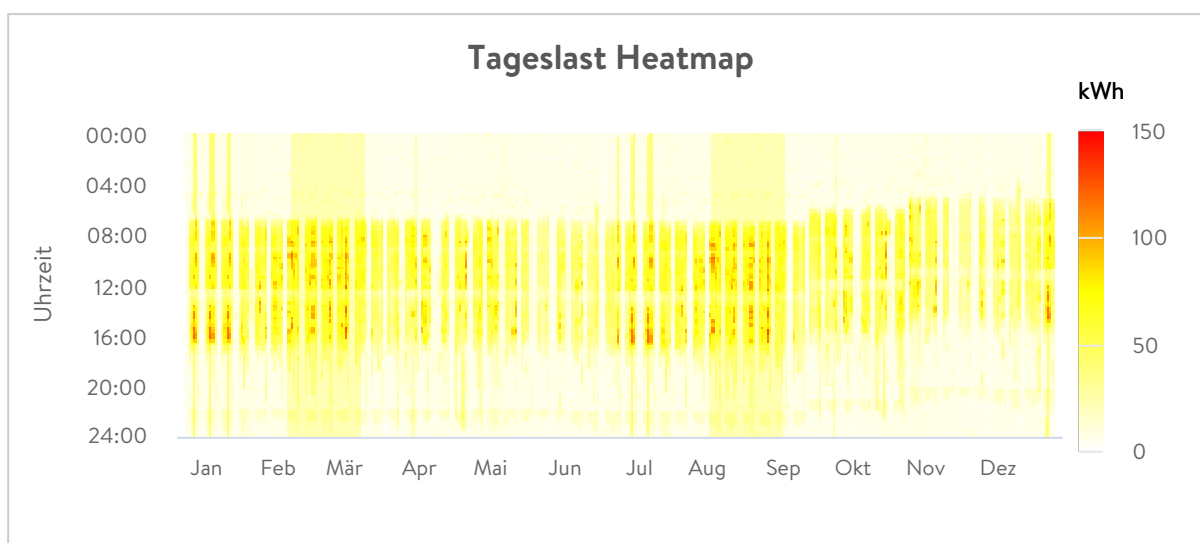 Tageslast Heatmap
kWh
00:00
04:00
08:00
12:00
16:00
20:00
24:00
Uhrzeit
150
100
50
0
Jan Feb Mär Apr Mai Jun Jul Aug Sep Okt Nov Dez